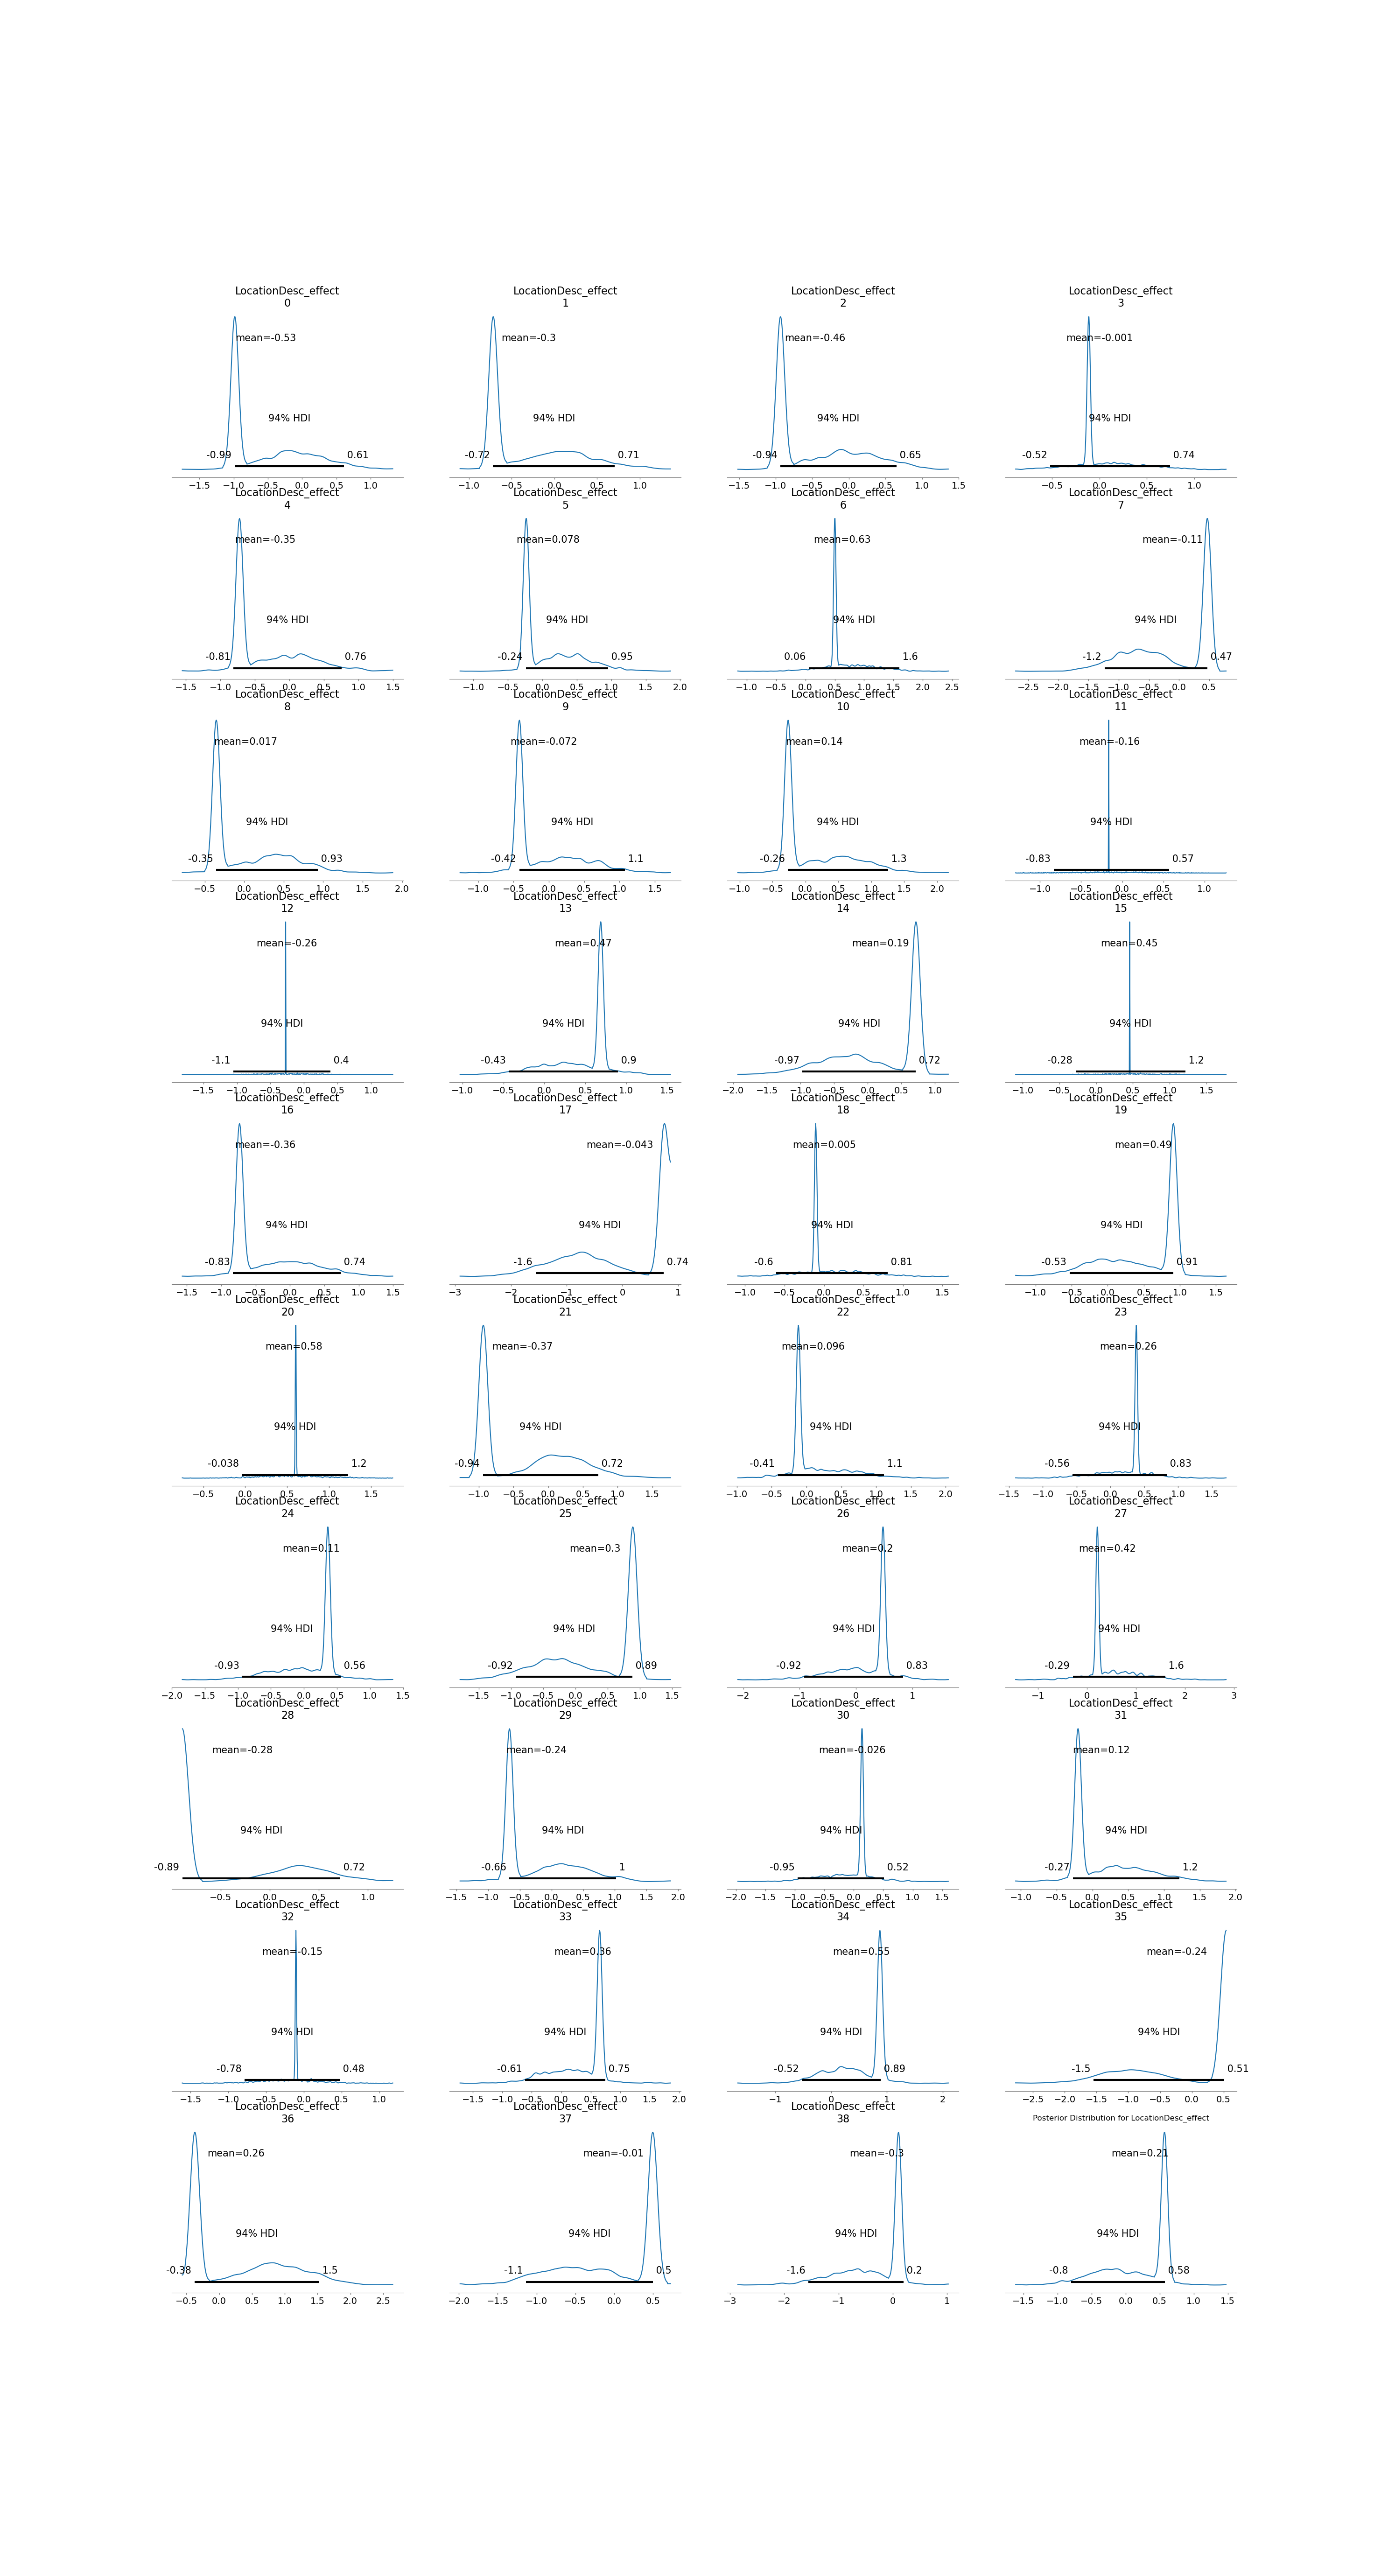 LocationDesc_effect
0
mean=-0.53
94% HDI
-0.99 0.61
−1.5 −1.0 −0.5 0.0 0.5 1.0
LocationDesc_effect
1
mean=-0.3
94% HDI
-0.72 0.71
−1.0 −0.5 0.0 0.5 1.0
LocationDesc_effect
2
mean=-0.46
94% HDI
-0.94 0.65
−1.5 −1.0 −0.5 0.0 0.5 1.0 1.5
LocationDesc_effect
3
mean=-0.001
94% HDI
-0.52 0.74
−0.5 0.0 0.5 1.0
LocationDesc_effect
4
mean=-0.35
94% HDI
-0.81 0.76
−1.5 −1.0 −0.5 0.0 0.5 1.0 1.5
LocationDesc_effect
5
mean=0.078
94% HDI
-0.24 0.95
−1.0 −0.5 0.0 0.5 1.0 1.5 2.0
LocationDesc_effect
6
mean=0.63
94% HDI
0.06 1.6
−1.0 −0.5 0.0 0.5 1.0 1.5 2.0 2.5
LocationDesc_effect
7
mean=-0.11
94% HDI
-1.2 0.47
−2.5 −2.0 −1.5 −1.0 −0.5 0.0 0.5
LocationDesc_effect
8
mean=0.017
94% HDI
-0.35 0.93
−0.5 0.0 0.5 1.0 1.5 2.0
LocationDesc_effect
9
mean=-0.072
94% HDI
-0.42 1.1
−1.0 −0.5 0.0 0.5 1.0 1.5
LocationDesc_effect
10
mean=0.14
94% HDI
-0.26 1.3
−1.0 −0.5 0.0 0.5 1.0 1.5 2.0
LocationDesc_effect
11
mean=-0.16
94% HDI
-0.83 0.57
−1.0 −0.5 0.0 0.5 1.0
LocationDesc_effect
12
mean=-0.26
94% HDI
-1.1 0.4
−1.5 −1.0 −0.5 0.0 0.5 1.0
LocationDesc_effect
13
mean=0.47
94% HDI
-0.43 0.9
−1.0 −0.5 0.0 0.5 1.0 1.5
LocationDesc_effect
14
mean=0.19
94% HDI
-0.97 0.72
−2.0 −1.5 −1.0 −0.5 0.0 0.5 1.0
LocationDesc_effect
15
mean=0.45
94% HDI
-0.28 1.2
−1.0 −0.5 0.0 0.5 1.0 1.5
LocationDesc_effect
16
mean=-0.36
94% HDI
-0.83 0.74
−1.5 −1.0 −0.5 0.0 0.5 1.0 1.5
LocationDesc_effect
17
mean=-0.043
94% HDI
-1.6 0.74
−3 −2 −1 0 1
LocationDesc_effect
18
mean=0.005
94% HDI
-0.6 0.81
−1.0 −0.5 0.0 0.5 1.0 1.5
LocationDesc_effect
19
mean=0.49
94% HDI
-0.53 0.91
−1.0 −0.5 0.0 0.5 1.0 1.5
LocationDesc_effect
20
mean=0.58
94% HDI
-0.038 1.2
−0.5 0.0 0.5 1.0 1.5
LocationDesc_effect
21
mean=-0.37
94% HDI
-0.94 0.72
−1.0 −0.5 0.0 0.5 1.0 1.5
LocationDesc_effect
22
mean=0.096
94% HDI
-0.41 1.1
−1.0 −0.5 0.0 0.5 1.0 1.5 2.0
LocationDesc_effect
23
mean=0.26
94% HDI
-0.56 0.83
−1.5 −1.0 −0.5 0.0 0.5 1.0 1.5
LocationDesc_effect
24
mean=0.11
94% HDI
-0.93 0.56
−2.0 −1.5 −1.0 −0.5 0.0 0.5 1.0 1.5
LocationDesc_effect
25
mean=0.3
94% HDI
-0.92 0.89
−1.5 −1.0 −0.5 0.0 0.5 1.0 1.5
LocationDesc_effect
26
mean=0.2
94% HDI
-0.92 0.83
−2 −1 0 1
LocationDesc_effect
27
mean=0.42
94% HDI
-0.29 1.6
−1 0 1 2 3
LocationDesc_effect
28
mean=-0.28
94% HDI
-0.89 0.72
−0.5 0.0 0.5 1.0
LocationDesc_effect
29
mean=-0.24
94% HDI
-0.66 1
−1.5 −1.0 −0.5 0.0 0.5 1.0 1.5 2.0
LocationDesc_effect
30
mean=-0.026
94% HDI
-0.95 0.52
−2.0 −1.5 −1.0 −0.5 0.0 0.5 1.0 1.5
LocationDesc_effect
31
mean=0.12
94% HDI
-0.27 1.2
−1.0 −0.5 0.0 0.5 1.0 1.5 2.0
LocationDesc_effect
32
mean=-0.15
94% HDI
-0.78 0.48
−1.5 −1.0 −0.5 0.0 0.5 1.0
LocationDesc_effect
33
mean=0.36
94% HDI
-0.61 0.75
−1.5 −1.0 −0.5 0.0 0.5 1.0 1.5 2.0
LocationDesc_effect
34
mean=0.55
94% HDI
-0.52 0.89
−1 0 1 2
LocationDesc_effect
35
mean=-0.24
94% HDI
-1.5 0.51
−2.5 −2.0 −1.5 −1.0 −0.5 0.0 0.5
LocationDesc_effect
36
mean=0.26
94% HDI
-0.38 1.5
−0.5 0.0 0.5 1.0 1.5 2.0 2.5
LocationDesc_effect
37
mean=-0.01
94% HDI
-1.1 0.5
−2.0 −1.5 −1.0 −0.5 0.0 0.5
LocationDesc_effect
38
mean=-0.3
94% HDI
-1.6 0.2
−3 −2 −1 0 1
Posterior Distribution for LocationDesc_effect
mean=0.21
94% HDI
-0.8 0.58
−1.5 −1.0 −0.5 0.0 0.5 1.0 1.5